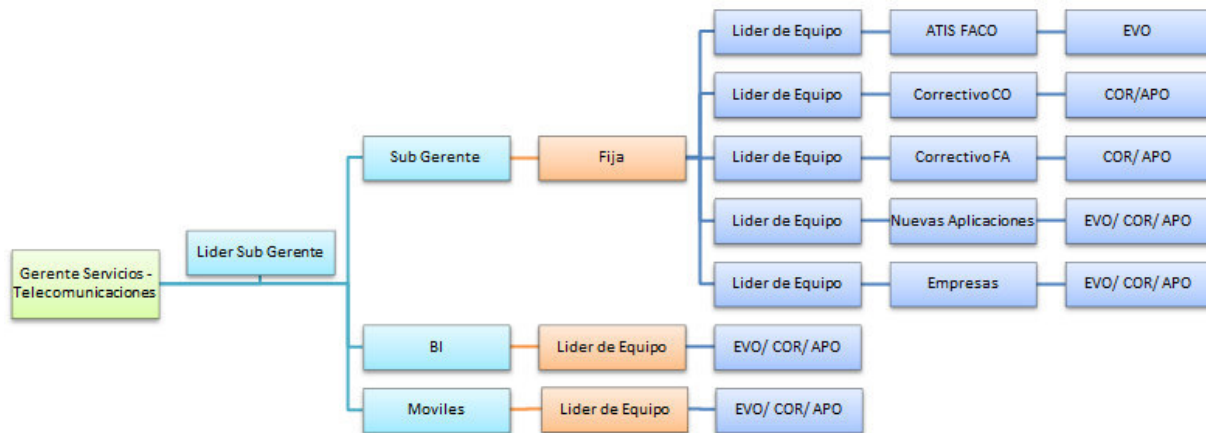 Lider de Equipo
ATIS FACO
EVO
Lider de Equipo
Correctivo CO
COR/APO
Sub Gerente
Fija
Lider de Equipo
Correctivo FA
COR/ APO
Lider de Equipo
Nuevas Aplicaciones
EVO/ COR/ APO
Lider Sub Gerente
Gerente Servicios -
Telecomunicaciones
Lider de Equipo
Empresas
EVO/ COR/ APO
BI
Lider de Equipo
EVO/ COR/ APO
Moviles
Lider de Equipo
EVO/ COR/ APO